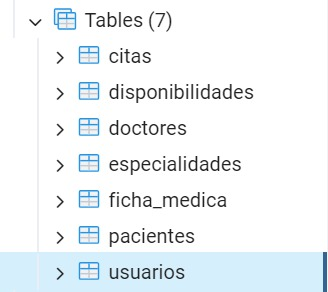 Tables (7)
citas
disponibilidades
doctores
especialidades
ficha_medica
pacientes
usuarios